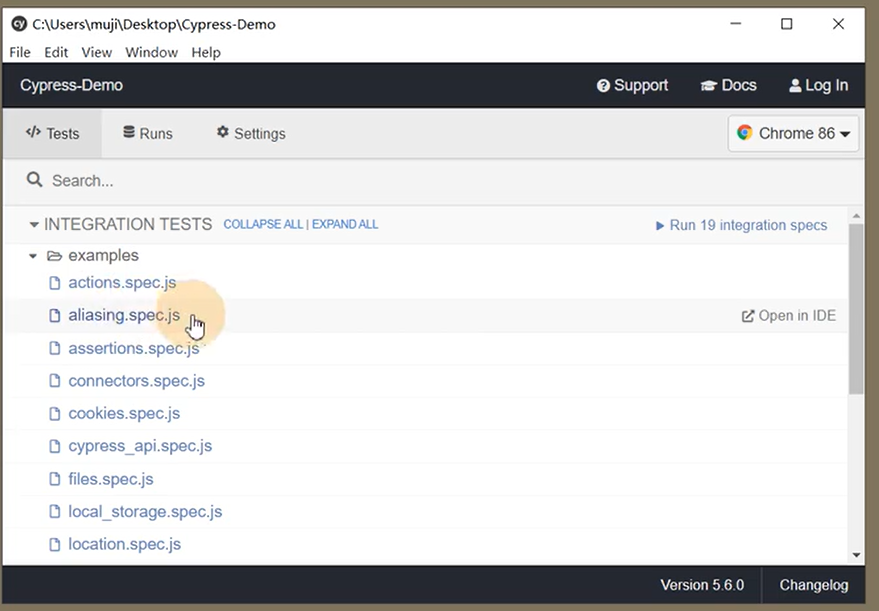 cy C:\Users\muji\Desktop\Cypress-Demo
File Edit View Window Help
Cypress-Demo Support Docs Log In
Tests Runs Settings Chrome 86
Search...
INTEGRATION TESTS COLLAPSE ALL | EXPAND ALL Run 19 integration specs
examples
actions.spec.js
aliasing.spec.js Open in IDE
assertions.spec.js
connectors.spec.js
cookies.spec.js
cypress_api.spec.js
files.spec.js
local_storage.spec.js
location.spec.js
Version 5.6.0 Changelog